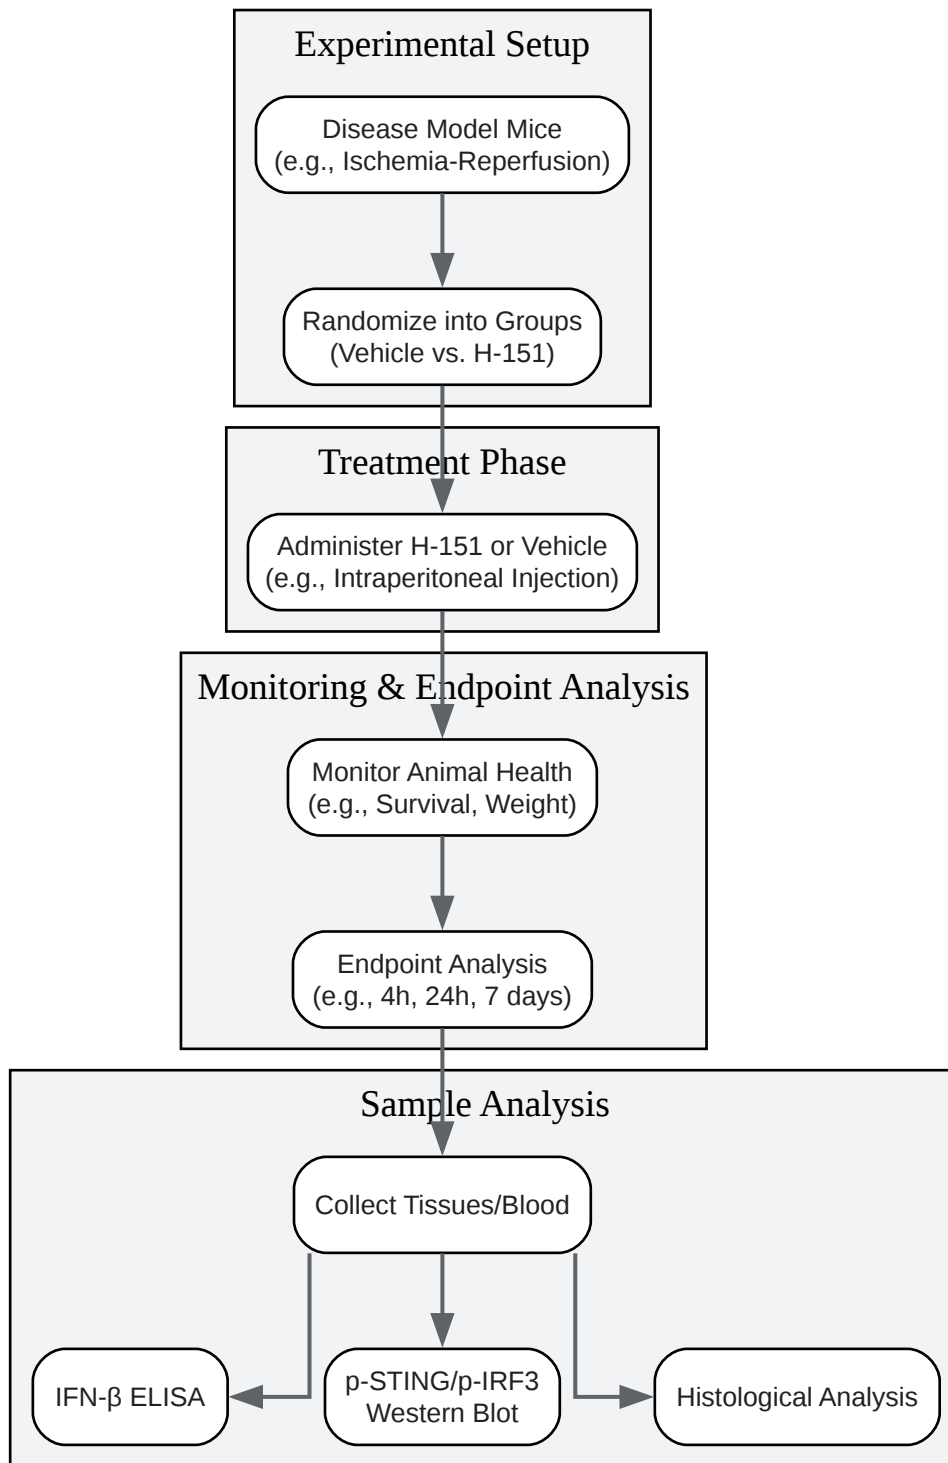 Experimental Setup
Disease Model Mice
(e.g., Ischemia-Reperfusion)
Randomize into Groups
(Vehicle vs. H-151)
Treatment Phase
Administer H-151 or Vehicle
(e.g., Intraperitoneal Injection)
Monitoring & Endpoint Analysis
Monitor Animal Health
(e.g., Survival, Weight)
Endpoint Analysis
(e.g., 4h, 24h, 7 days)
Sample Analysis
Collect Tissues/Blood
IFN-β ELISA
p-STING/p-IRF3
Western Blot
Histological Analysis